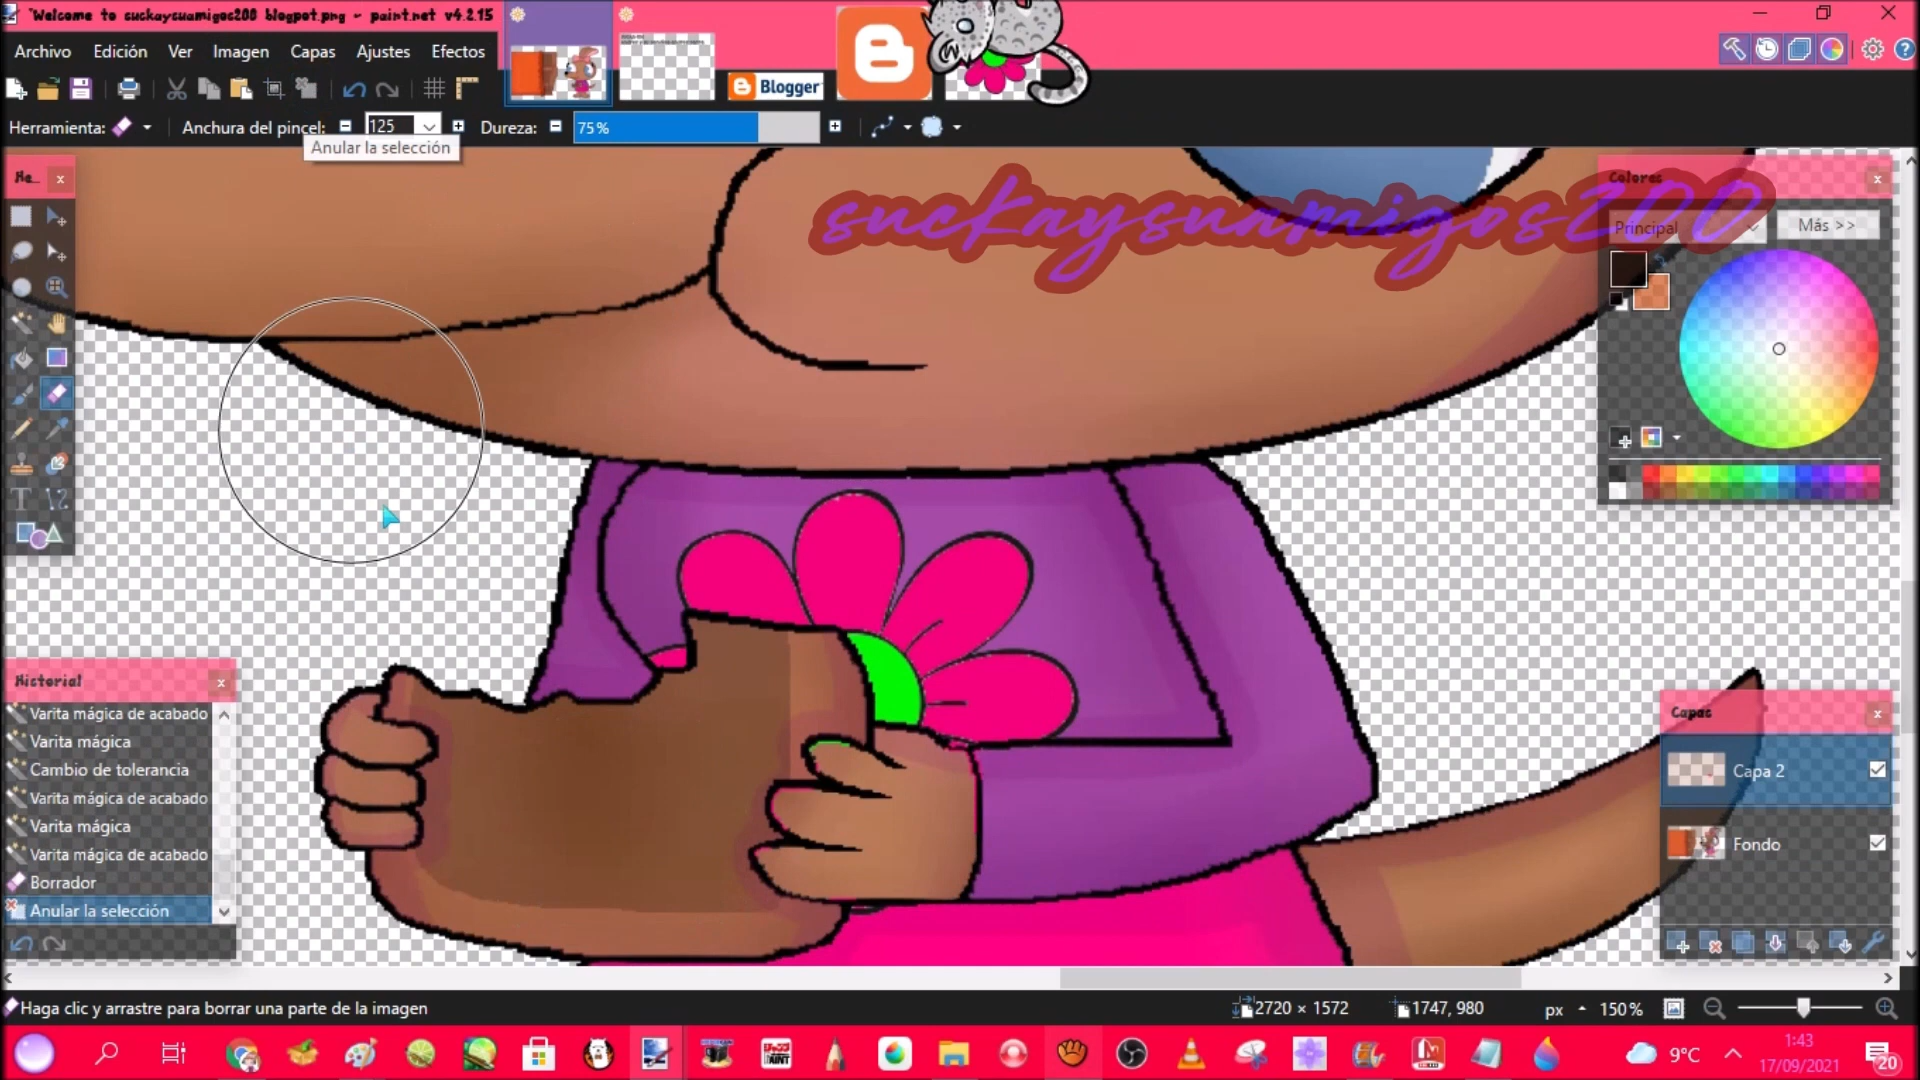 "Welcome to suckaysuamigos200 blogpot.png - paint.net v4.2.15
Archivo Edición Ver Imagen Capas Ajustes Efectos
Blogger
Herramienta: Anchura del pincel: 125 Dureza: 75%
Anular la selección
suckaysuamigos200
He...
Colores
Principal
Más >>
Historial
Varita mágica de acabado
Varita mágica
Cambio de tolerancia
Varita mágica de acabado
Varita mágica
Varita mágica de acabado
Borrador
Anular la selección
Capas
Capa 2
Fondo
Haga clic y arrastre para borrar una parte de la imagen
2720 × 1572
1747, 980
px
150%
PAINT
9°C
1:43
17/09/2021
20